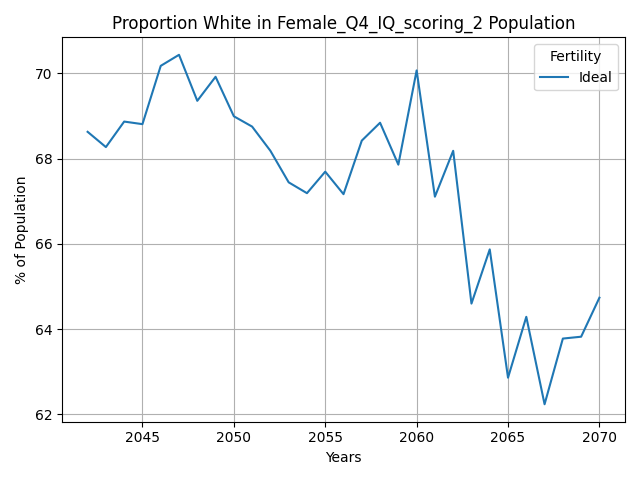 Proportion White in Female_Q4_IQ_scoring_2 Population
Fertility
Ideal
% of Population
70
68
66
64
62
2045 2050 2055 2060 2065 2070
Years